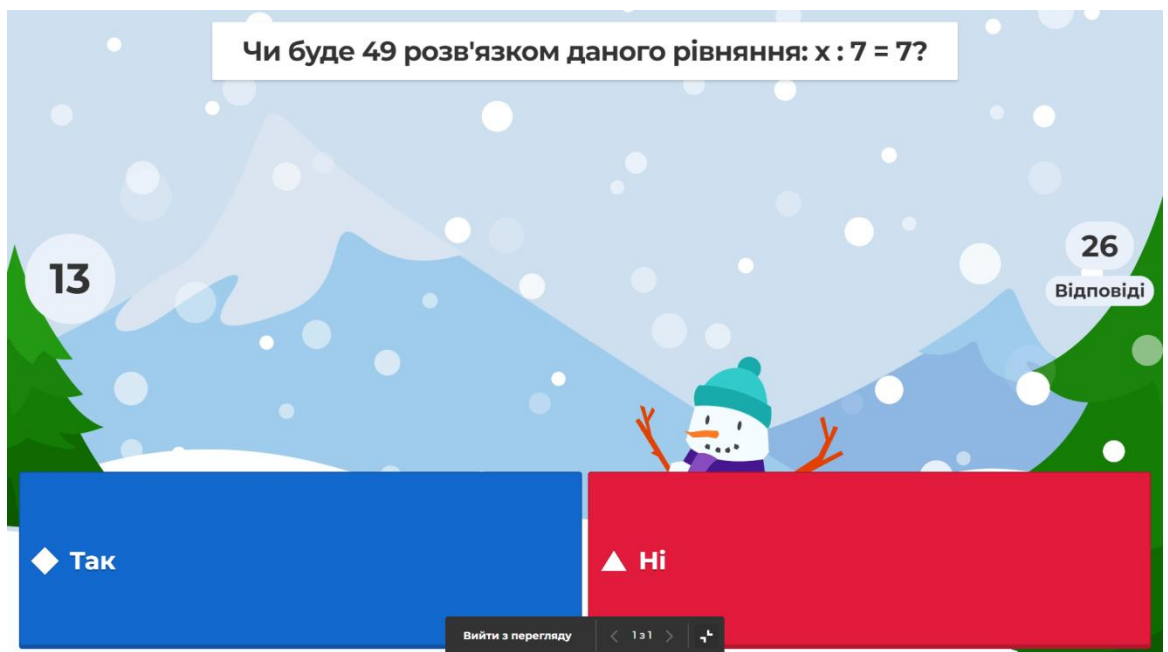 Чи буде 49 розв'язком даного рівняння: x : 7 = 7?
13
26
Відповіді
Так
Ні
Вийти з перегляду
1 з 1